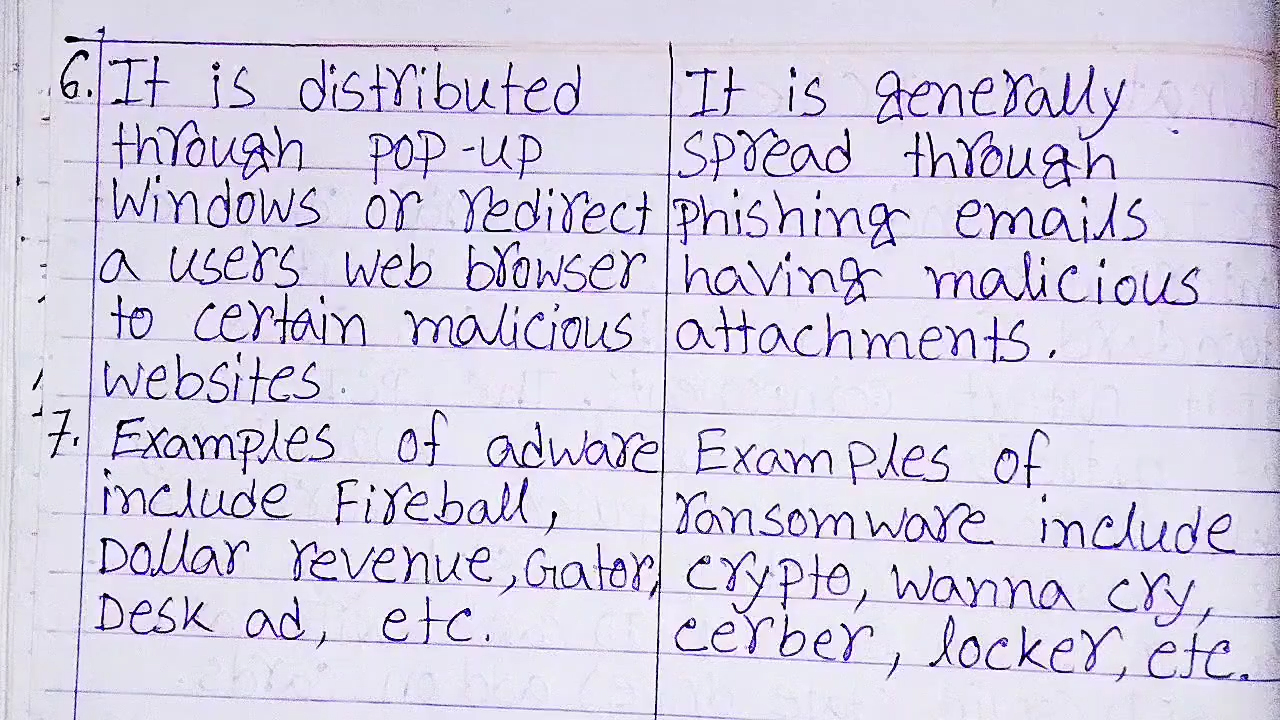 6. It is distributed
through pop-up
Windows or redirect
a users web browser
to certain malicious
websites.
It is generally
spread through
phishing emails
having malicious
attachments.
7. Examples of adware
include Fireball,
Dollar revenue, Gator,
Desk ad, etc.
Examples of
ransomware include
crypto, Wanna cry,
cerber, locker, etc.